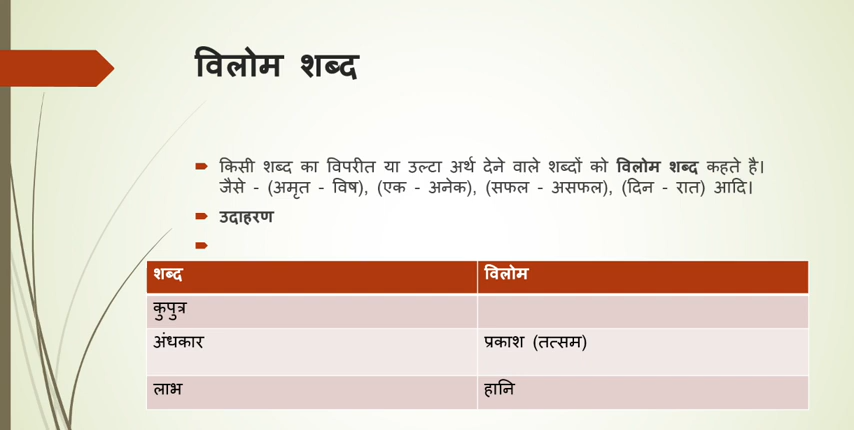 विलोम शब्द
किसी शब्द का विपरीत या उल्टा अर्थ देने वाले शब्दों को विलोम शब्द कहते है।
जैसे - (अमृत - विष), (एक - अनेक), (सफल - असफल), (दिन - रात) आदि।
उदाहरण
शब्द विलोम
कुपुत्र
अंधकार प्रकाश (तत्सम)
लाभ हानि